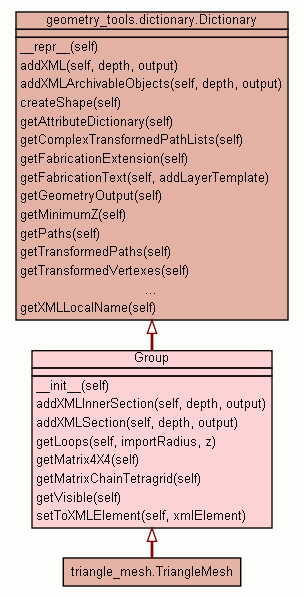 geometry_tools.dictionary.Dictionary
__repr__(self)
addXML(self, depth, output)
addXMLArchivableObjects(self, depth, output)
createShape(self)
getAttributeDictionary(self)
getComplexTransformedPathLists(self)
getFabricationExtension(self)
getFabricationText(self, addLayerTemplate)
getGeometryOutput(self)
getMinimumZ(self)
getPaths(self)
getTransformedPaths(self)
getTransformedVertexes(self)
...
getXMLLocalName(self)
Group
__init__(self)
addXMLInnerSection(self, depth, output)
addXMLSection(self, depth, output)
getLoops(self, importRadius, z)
getMatrix4X4(self)
getMatrixChainTetragrid(self)
getVisible(self)
setToXMLElement(self, xmlElement)
triangle_mesh.TriangleMesh